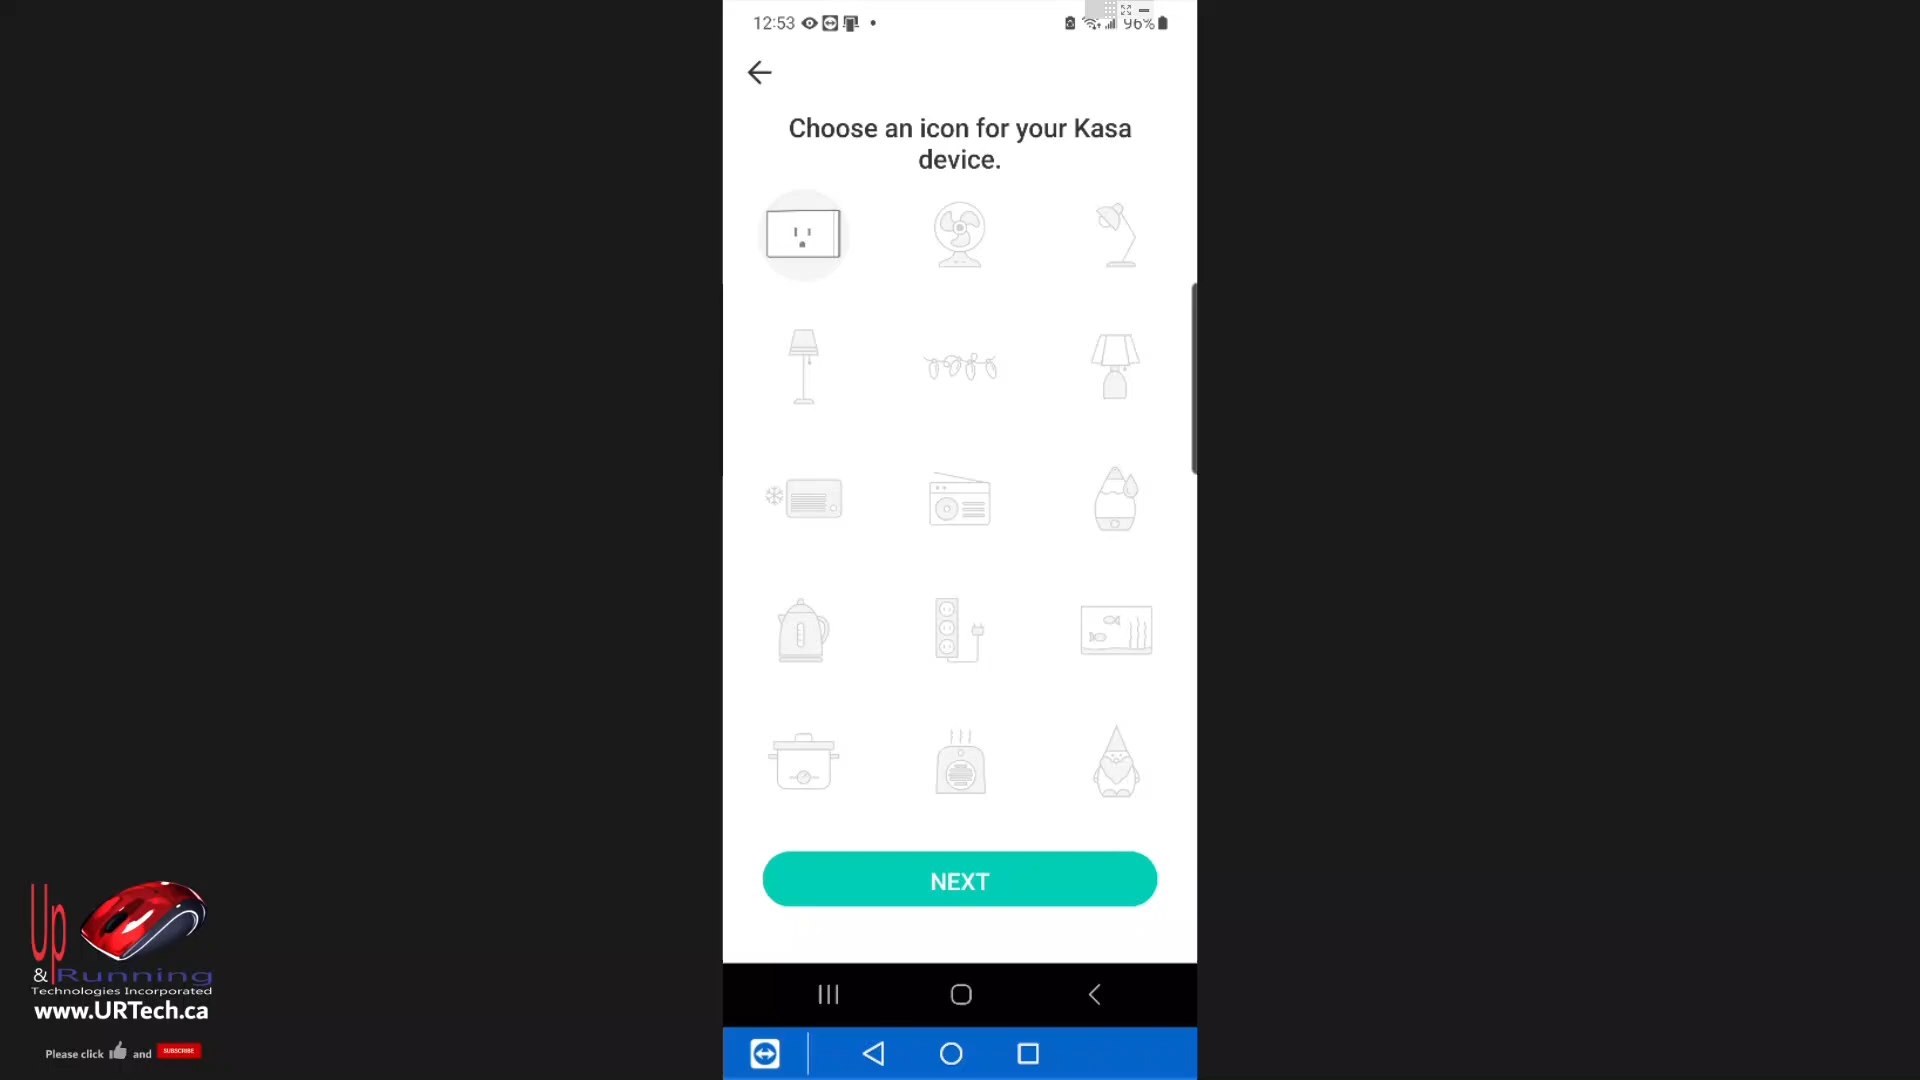 12:53
96%
Choose an icon for your Kasa
device.
NEXT
Up
& Running
Technologies Incorporated
www.URTech.ca
Please click and SUBSCRIBE